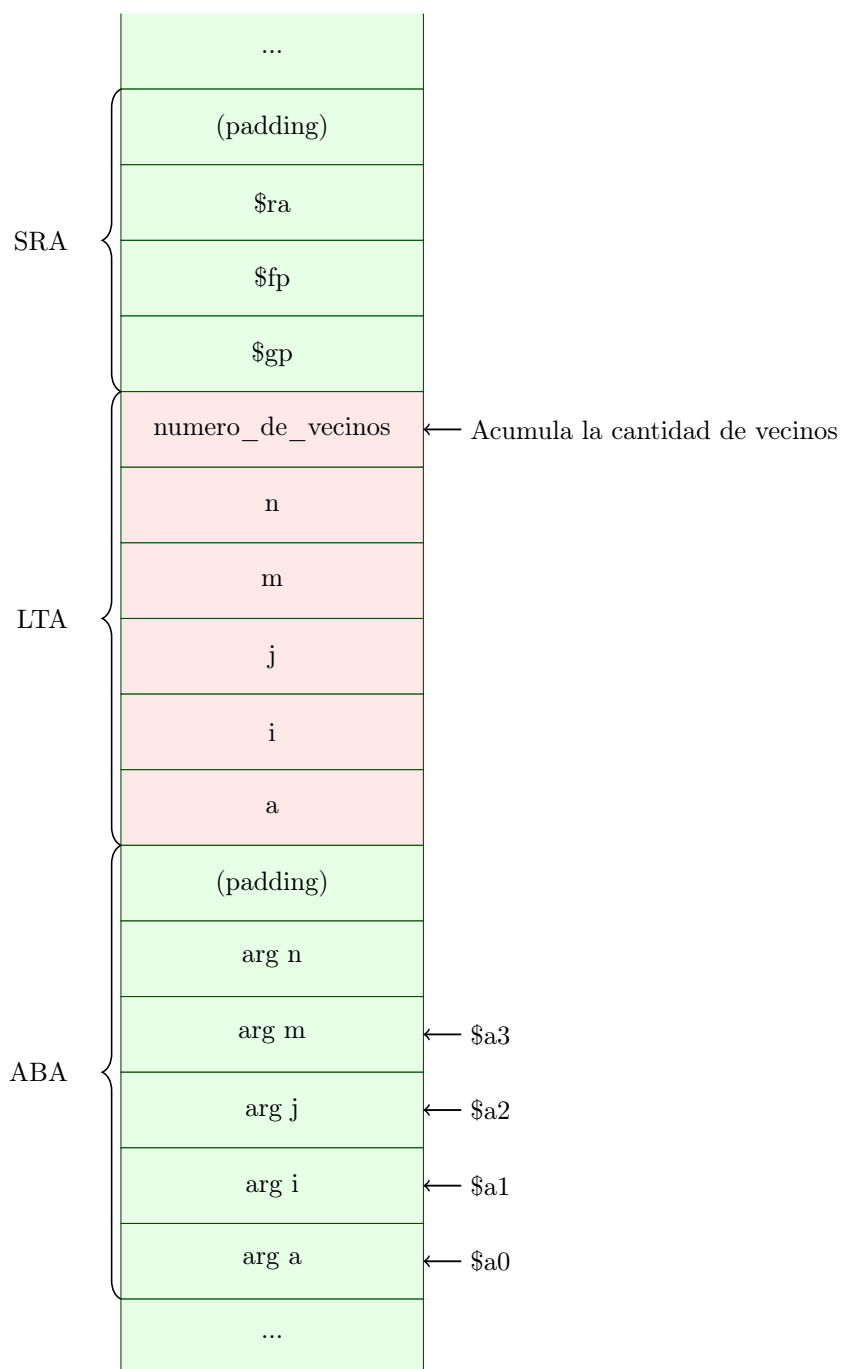 ...
(padding)
$ra
SRA
$fp
$gp
numero_de_vecinos
Acumula la cantidad de vecinos
n
m
LTA
j
i
a
(padding)
arg n
arg m
$a3
ABA
arg j
$a2
arg i
$a1
arg a
$a0
...